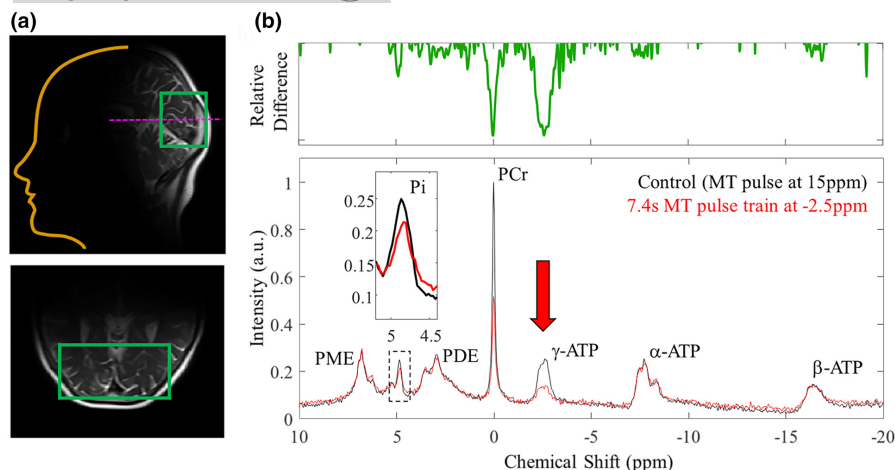 (a)
(b)
Relative
Difference
Intensity (a.u.)
1
0.8
0.6
0.4
0.2
0
Pi
0.25
0.2
0.15
0.1
5
4.5
PCr
Control (MT pulse at 15ppm)
7.4s MT pulse train at -2.5ppm
PME
PDE
γ-ATP
α-ATP
β-ATP
10
5
0
-5
-10
-15
-20
Chemical Shift (ppm)